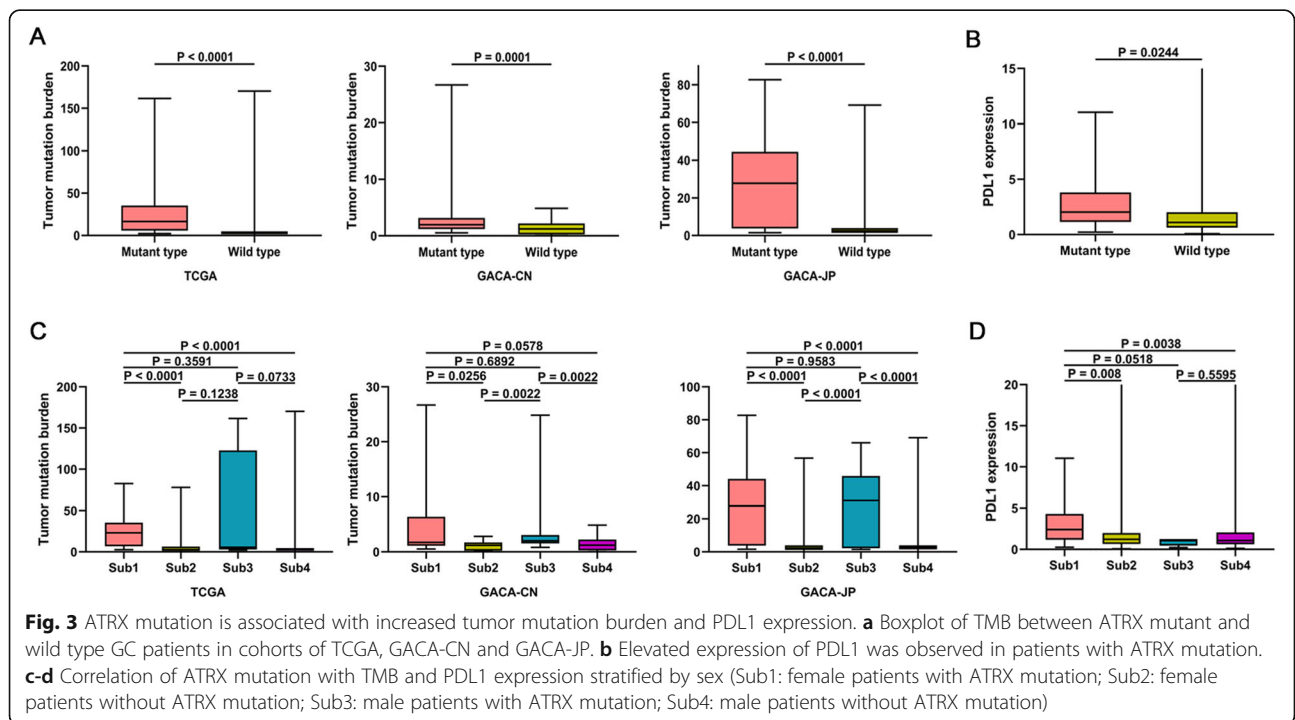 A
P < 0.0001
200
150
100
50
0
Tumor mutation burden
Mutant type
Wild type
TCGA
P = 0.0001
30
20
10
0
Tumor mutation burden
Mutant type
Wild type
GACA-CN
P < 0.0001
80
60
40
20
0
Tumor mutation burden
Mutant type
Wild type
GACA-JP
B
P = 0.0244
15
10
5
0
PDL1 expression
Mutant type
Wild type
C
P < 0.0001
P = 0.3591
P < 0.0001
P = 0.0733
P = 0.1238
200
150
100
50
0
Tumor mutation burden
Sub1
Sub2
Sub3
Sub4
TCGA
P = 0.0578
P = 0.6892
P = 0.0256
P = 0.0022
P = 0.0022
30
20
10
0
Tumor mutation burden
Sub1
Sub2
Sub3
Sub4
GACA-CN
P < 0.0001
P = 0.9583
P < 0.0001
P < 0.0001
P < 0.0001
100
80
60
40
20
0
Tumor mutation burden
Sub1
Sub2
Sub3
Sub4
GACA-JP
D
P = 0.0038
P = 0.0518
P = 0.008
P = 0.5595
20
15
10
5
0
PDL1 expression
Sub1
Sub2
Sub3
Sub4
Fig. 3 ATRX mutation is associated with increased tumor mutation burden and PDL1 expression. a Boxplot of TMB between ATRX mutant and
wild type GC patients in cohorts of TCGA, GACA-CN and GACA-JP. b Elevated expression of PDL1 was observed in patients with ATRX mutation.
c-d Correlation of ATRX mutation with TMB and PDL1 expression stratified by sex (Sub1: female patients with ATRX mutation; Sub2: female
patients without ATRX mutation; Sub3: male patients with ATRX mutation; Sub4: male patients without ATRX mutation)